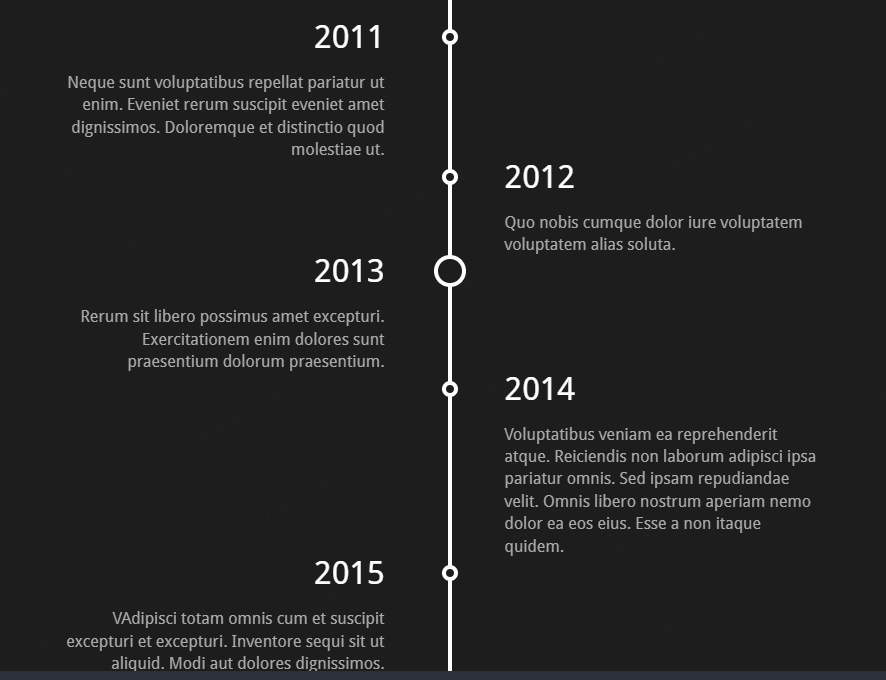 2011
Neque sunt voluptatibus repellat pariatur ut
enim. Eveniet rerum suscipit eveniet amet
dignissimos. Doloremque et distinctio quod
molestiae ut.
2012
Quo nobis cumque dolor iure voluptatem
voluptatem alias soluta.
2013
Rerum sit libero possimus amet excepturi.
Exercitationem enim dolores sunt
praesentium dolorum praesentium.
2014
Voluptatibus veniam ea reprehenderit
atque. Reiciendis non laborum adipisci ipsa
pariatur omnis. Sed ipsam repudiandae
velit. Omnis libero nostrum aperiam nemo
dolor ea eos eius. Esse a non itaque
quidem.
2015
VAdipisci totam omnis cum et suscipit
excepturi et excepturi. Inventore sequi sit ut
aliquid. Modi aut dolores dignissimos.